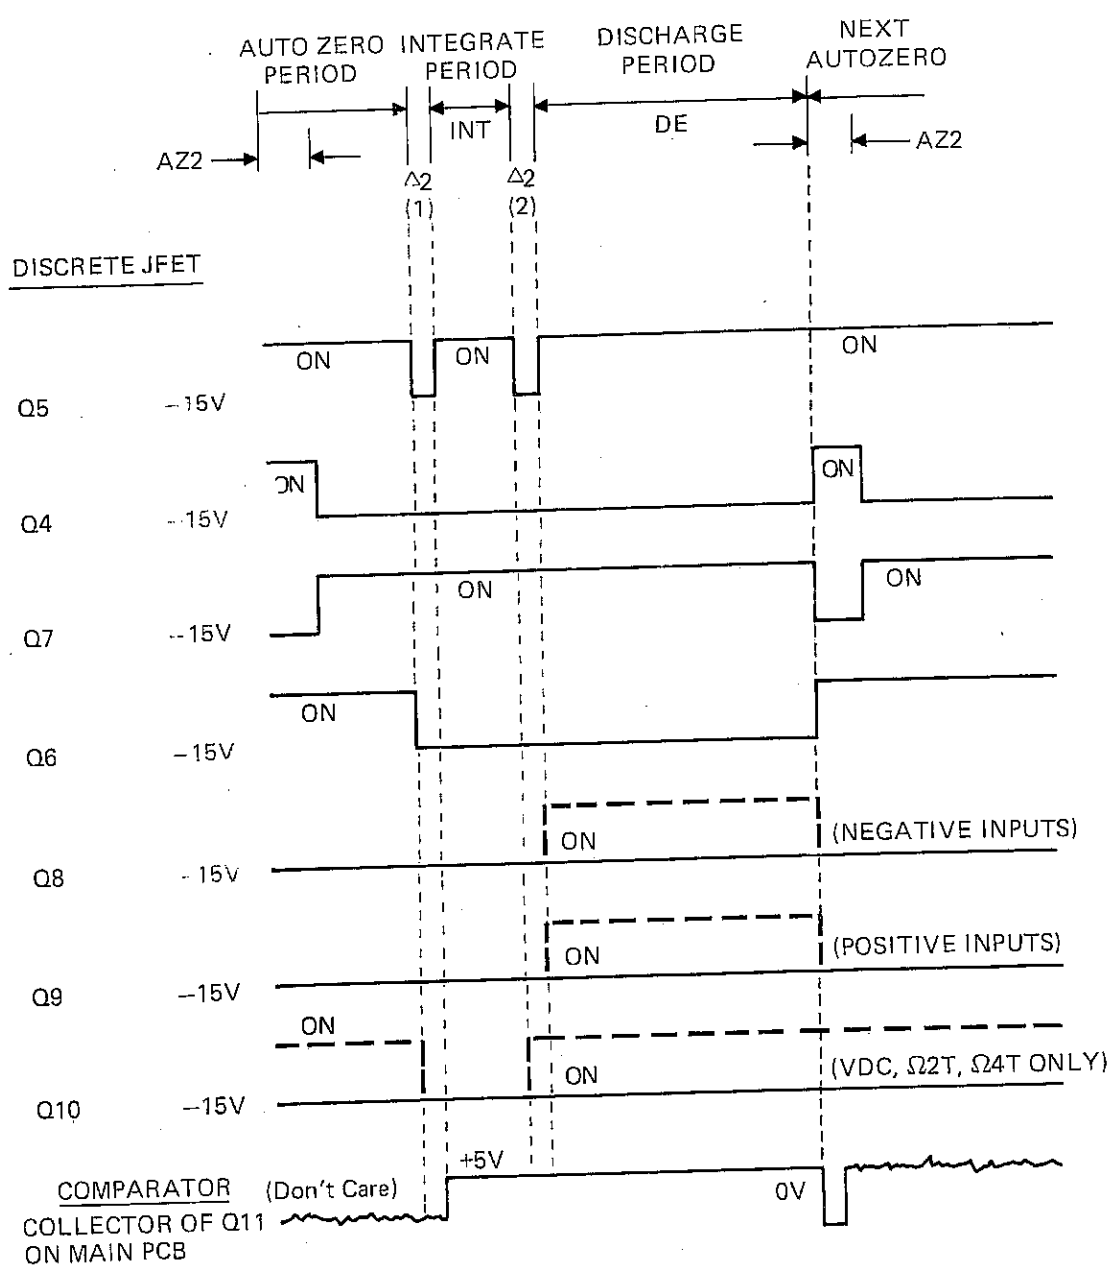 AUTO ZERO PERIOD
INTEGRATE PERIOD
DISCHARGE PERIOD
NEXT AUTOZERO
INT
DE
AZ2
AZ2
Δ2 (1)
Δ2 (2)
DISCRETE JFET
ON ON ON
Q5 -15V
ON ON
Q4 -15V
ON ON
Q7 -15V
ON
Q6 -15V
ON (NEGATIVE INPUTS)
Q8 -15V
ON (POSITIVE INPUTS)
Q9 -15V
ON
ON (VDC, Ω2T, Ω4T ONLY)
Q10 -15V
+5V
COMPARATOR (Don't Care) 0V
COLLECTOR OF Q11
ON MAIN PCB